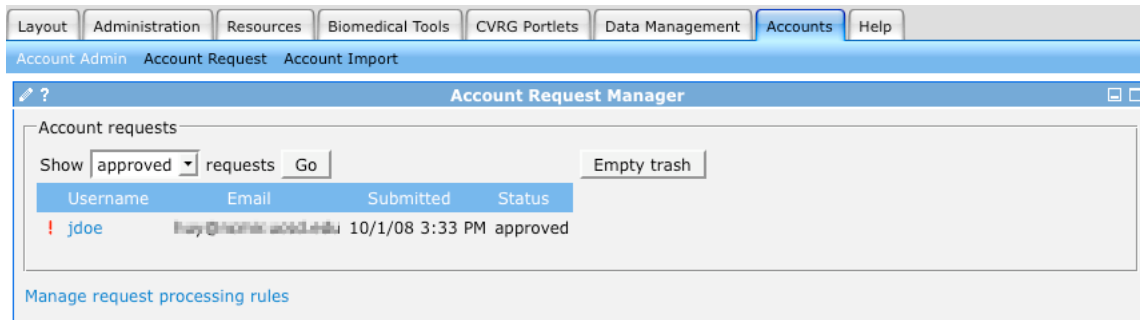 Layout Administration Resources Biomedical Tools CVRG Portlets Data Management Accounts Help
Account Admin Account Request Account Import
? Account Request Manager
Account requests
Show approved requests Go Empty trash
Username Email Submitted Status
! jdoe 10/1/08 3:33 PM approved
Manage request processing rules